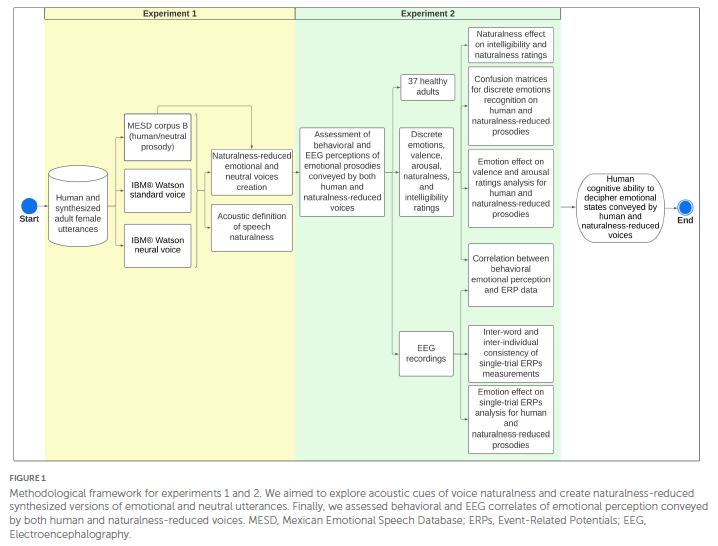 Experiment 1
Experiment 2
Start
Human and
synthesized
adult female
utterances
MESD corpus B
(human/neutral
prosody)
IBM® Watson
standard voice
IBM® Watson
neural voice
Naturalness-reduced
emotional and
neutral voices
creation
Acoustic definition
of speech
naturalness
Assessment of
behavioral and
EEG perceptions of
emotional prosodies
conveyed by both
human and
naturalness-reduced
voices
37 healthy
adults
Discrete
emotions,
valence,
arousal,
naturalness,
and
intelligibility
ratings
EEG
recordings
Naturalness effect
on intelligibility and
naturalness ratings
Confusion matrices
for discrete emotions
recognition on
human and
naturalness-reduced
prosodies
Emotion effect on
valence and arousal
ratings analysis for
human and
naturalness-reduced
prosodies
Correlation between
behavioral
emotional perception
and ERP data
Inter-word and
inter-individual
consistency of
single-trial ERPs
measurements
Emotion effect on
single-trial ERPs
analysis for human
and
naturalness-reduced
prosodies
Human
cognitive ability to
decipher emotional
states conveyed by
human and
naturalness-reduced
voices
End
FIGURE 1
Methodological framework for experiments 1 and 2. We aimed to explore acoustic cues of voice naturalness and create naturalness-reduced
synthesized versions of emotional and neutral utterances. Finally, we assessed behavioral and EEG correlates of emotional perception conveyed
by both human and naturalness-reduced voices. MESD, Mexican Emotional Speech Database; ERPs, Event-Related Potentials; EEG,
Electroencephalography.